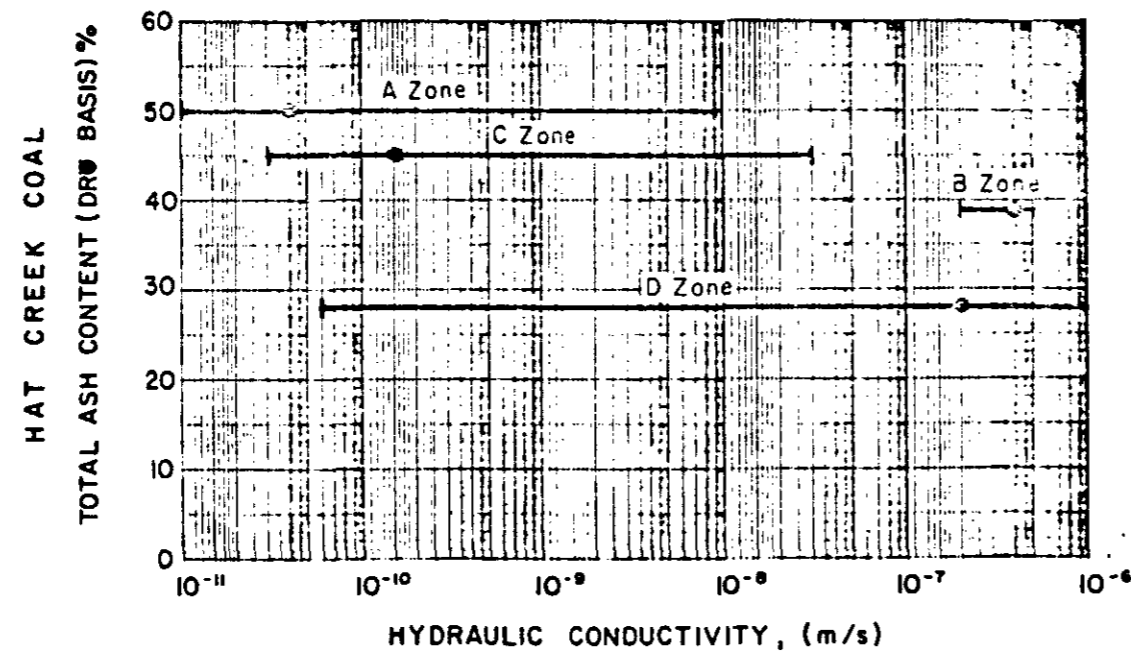 HAT CREEK COAL
TOTAL ASH CONTENT (DRY BASIS) %
60
50
40
30
20
10
0
A Zone
C Zone
B Zone
D Zone
10⁻¹¹ 10⁻¹⁰ 10⁻⁹ 10⁻⁸ 10⁻⁷ 10⁻⁶
HYDRAULIC CONDUCTIVITY, (m/s)